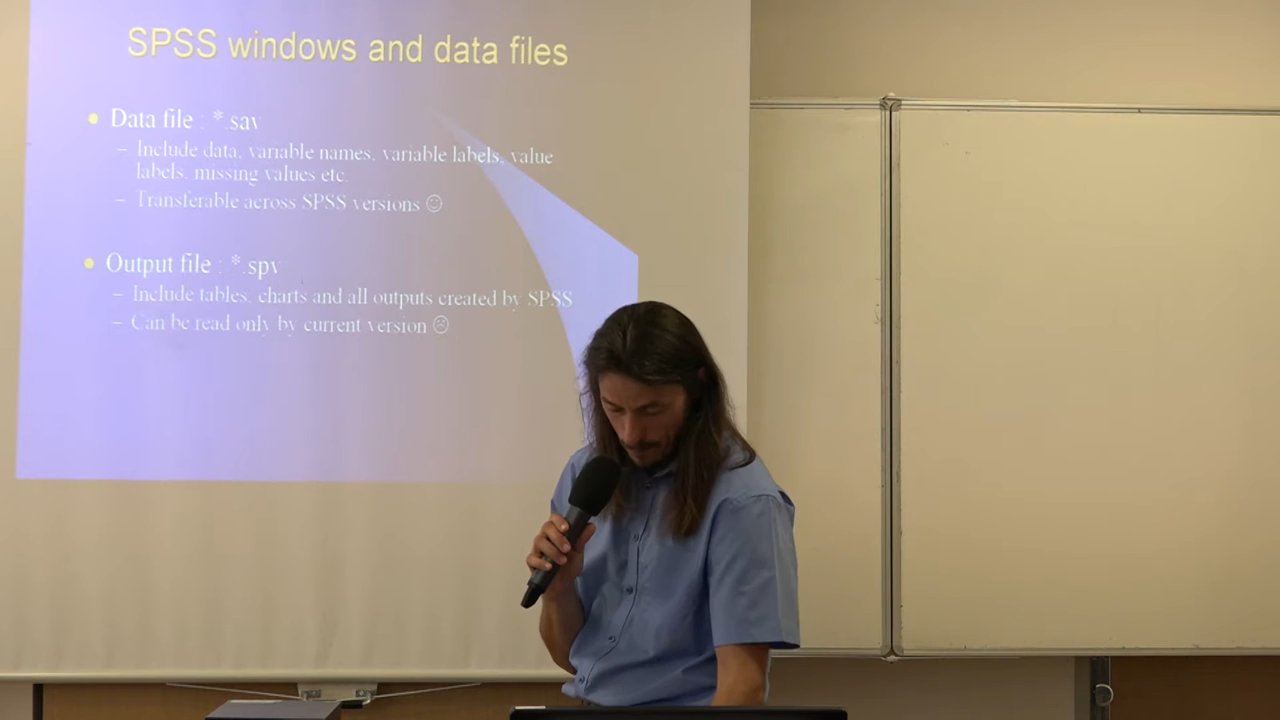 SPSS windows and data files
• Data file : *.sav
– Include data, variable names, variable labels, value
labels, missing values etc.
– Transferable across SPSS versions ☺
• Output file : *.spv
– Include tables, charts and all outputs created by SPSS
– Can be read only by current version ☹